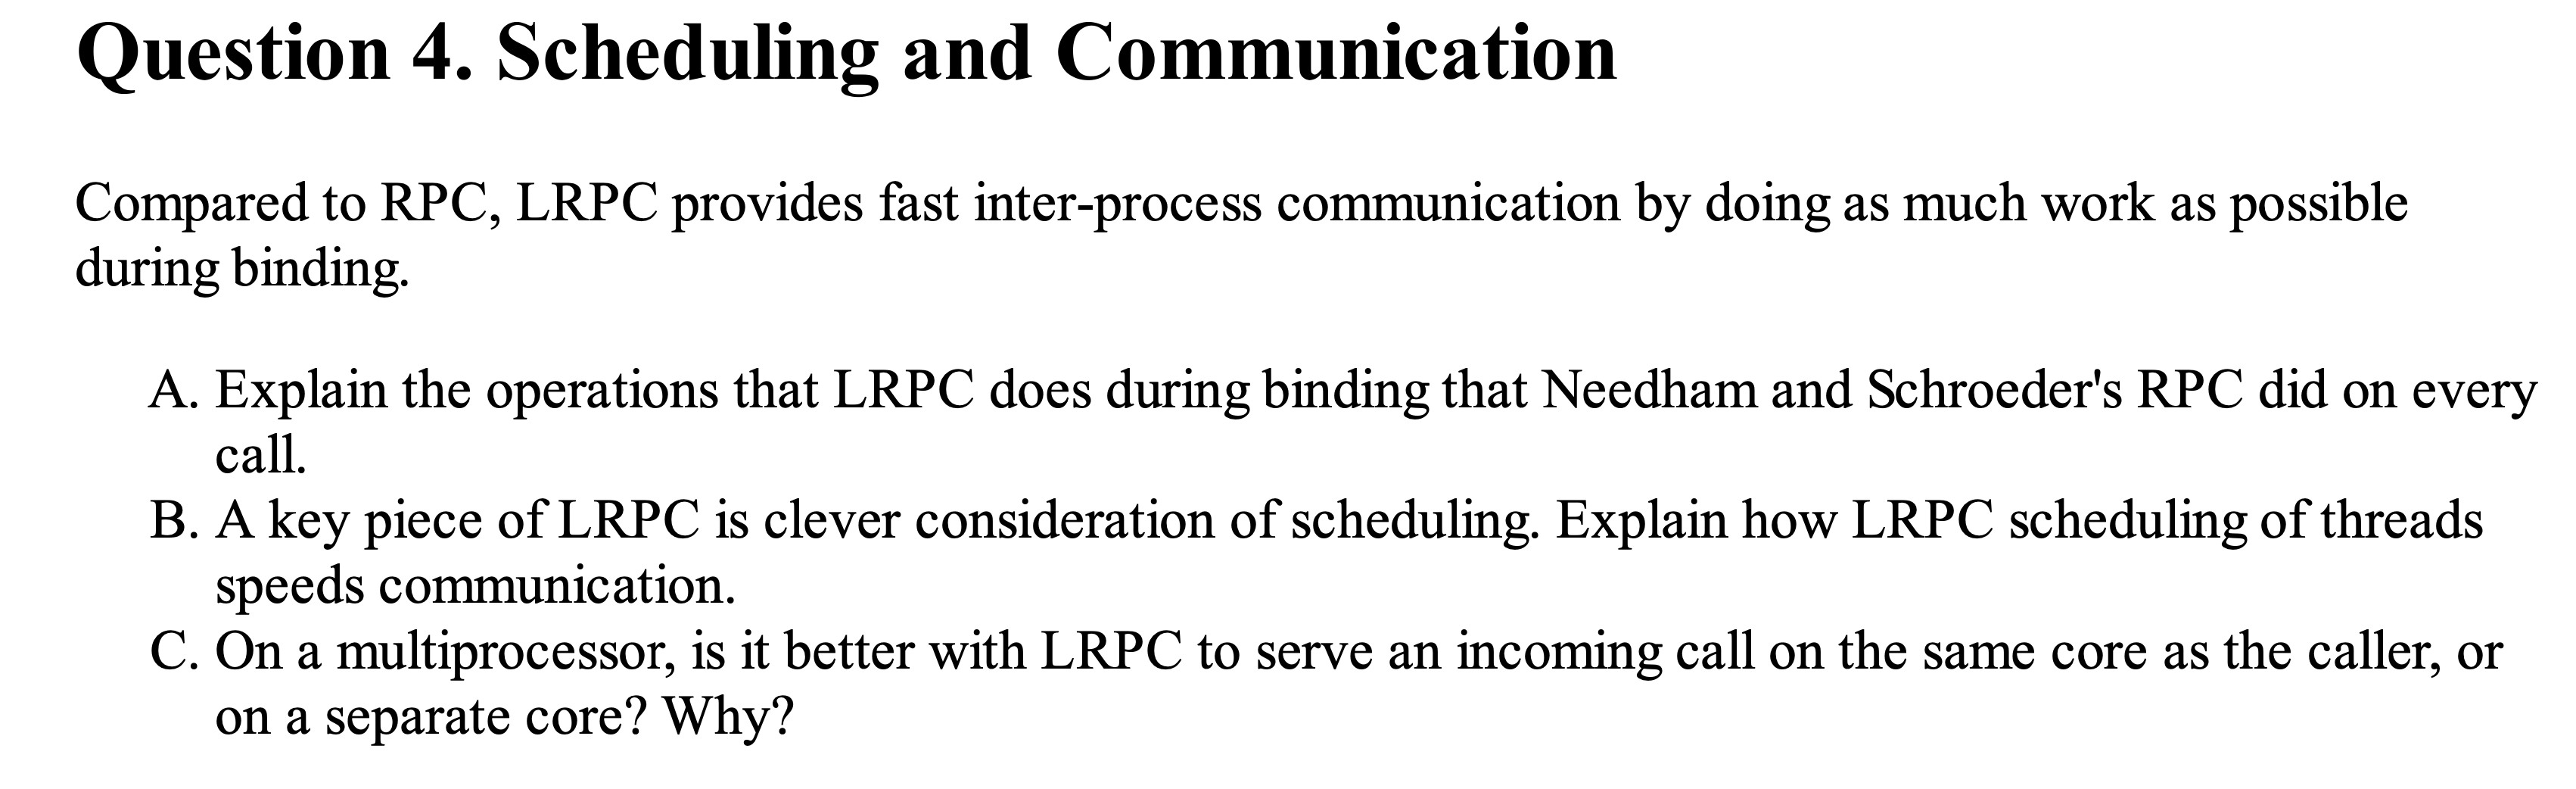 Question 4. Scheduling and Communication
Compared to RPC, LRPC provides fast inter-process communication by doing as much work as possible
during binding.
A. Explain the operations that LRPC does during binding that Needham and Schroeder's RPC did on every
call.
B. A key piece of LRPC is clever consideration of scheduling. Explain how LRPC scheduling of threads
speeds communication.
C. On a multiprocessor, is it better with LRPC to serve an incoming call on the same core as the caller, or
on a separate core? Why?